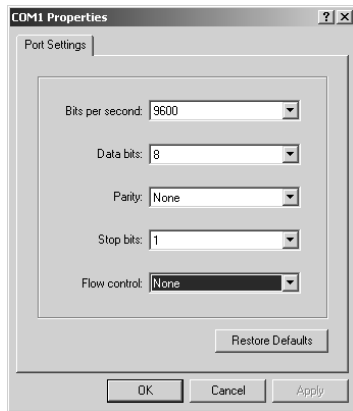 COM1 Properties
Port Settings
Bits per second: 9600
Data bits: 8
Parity: None
Stop bits: 1
Flow control: None
Restore Defaults
OK Cancel Apply